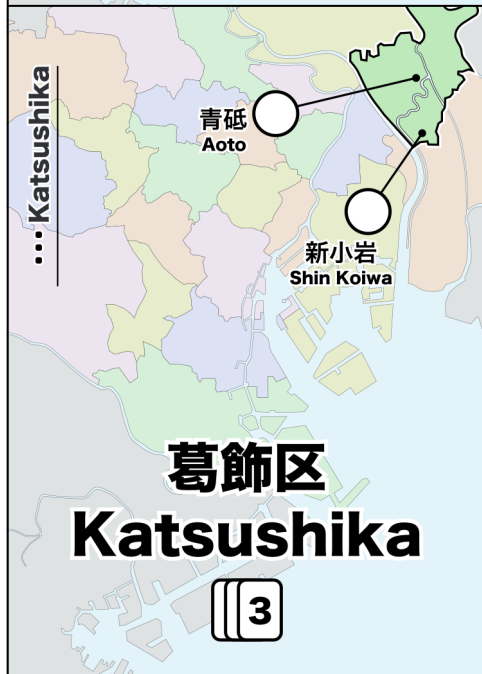 …Katsushika
青砥
Aoto
新小岩
Shin Koiwa
葛飾区
Katsushika
3